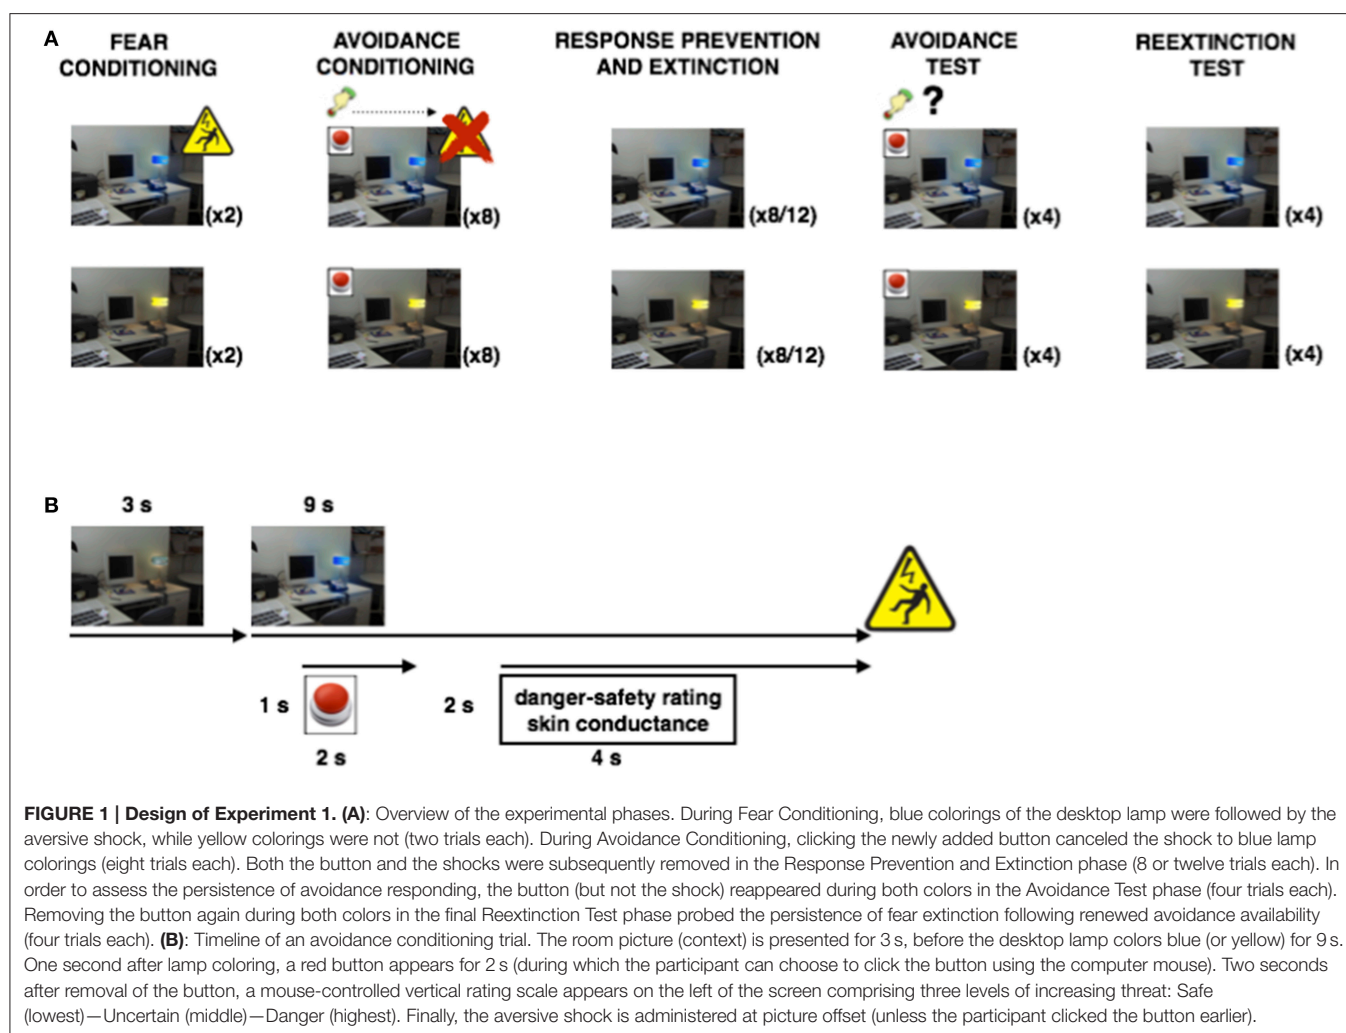 A
FEAR
CONDITIONING
AVOIDANCE
CONDITIONING
RESPONSE PREVENTION
AND EXTINCTION
AVOIDANCE
TEST
REEXTINCTION
TEST
?
(x2)
(x8)
(x8/12)
(x4)
(x4)
(x2)
(x8)
(x8/12)
(x4)
(x4)
B
3 s
9 s
1 s
2 s
2 s
danger-safety rating
skin conductance
4 s
FIGURE 1 | Design of Experiment 1. (A): Overview of the experimental phases. During Fear Conditioning, blue colorings of the desktop lamp were followed by the
aversive shock, while yellow colorings were not (two trials each). During Avoidance Conditioning, clicking the newly added button canceled the shock to blue lamp
colorings (eight trials each). Both the button and the shocks were subsequently removed in the Response Prevention and Extinction phase (8 or twelve trials each). In
order to assess the persistence of avoidance responding, the button (but not the shock) reappeared during both colors in the Avoidance Test phase (four trials each).
Removing the button again during both colors in the final Reextinction Test phase probed the persistence of fear extinction following renewed avoidance availability
(four trials each). (B): Timeline of an avoidance conditioning trial. The room picture (context) is presented for 3 s, before the desktop lamp colors blue (or yellow) for 9 s.
One second after lamp coloring, a red button appears for 2 s (during which the participant can choose to click the button using the computer mouse). Two seconds
after removal of the button, a mouse-controlled vertical rating scale appears on the left of the screen comprising three levels of increasing threat: Safe
(lowest)—Uncertain (middle)—Danger (highest). Finally, the aversive shock is administered at picture offset (unless the participant clicked the button earlier).